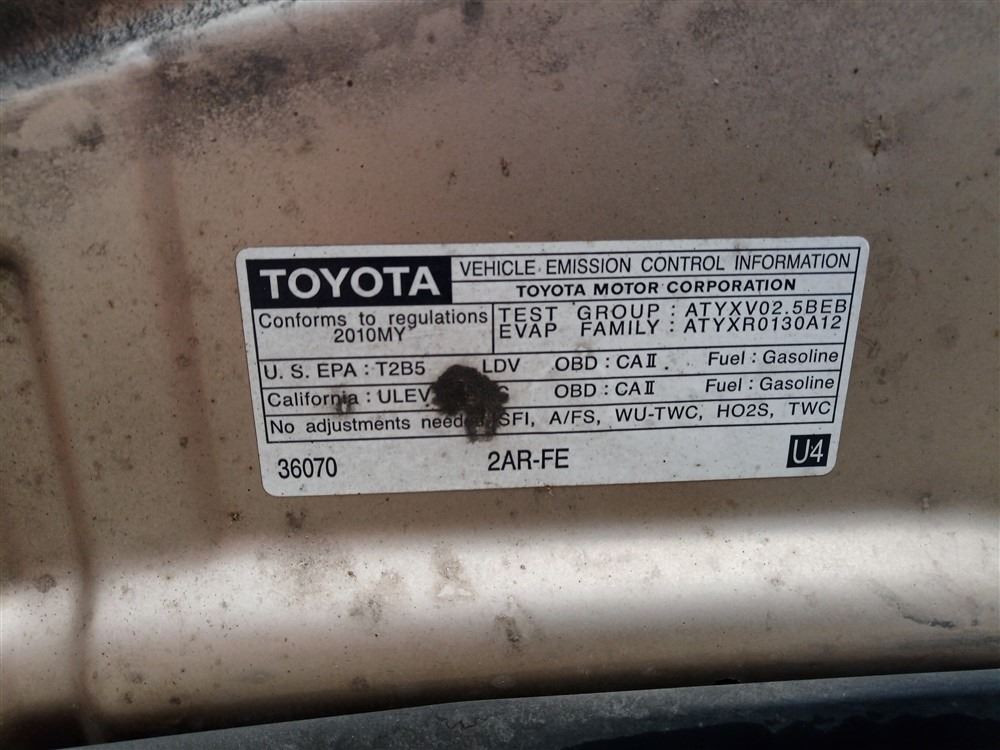 TOYOTA
VEHICLE EMISSION CONTROL INFORMATION
TOYOTA MOTOR CORPORATION
Conforms to regulations
2010MY
TEST GROUP : ATYXV02.5BEB
EVAP FAMILY : ATYXR0130A12
U. S. EPA : T2B5 LDV OBD : CAⅡ. Fuel : Gasoline
California : ULEV OBD : CAⅡ Fuel : Gasoline
No adjustments SFI, A/FS, WU-TWC, HO2S, TWC
36070 2AR-FE U4